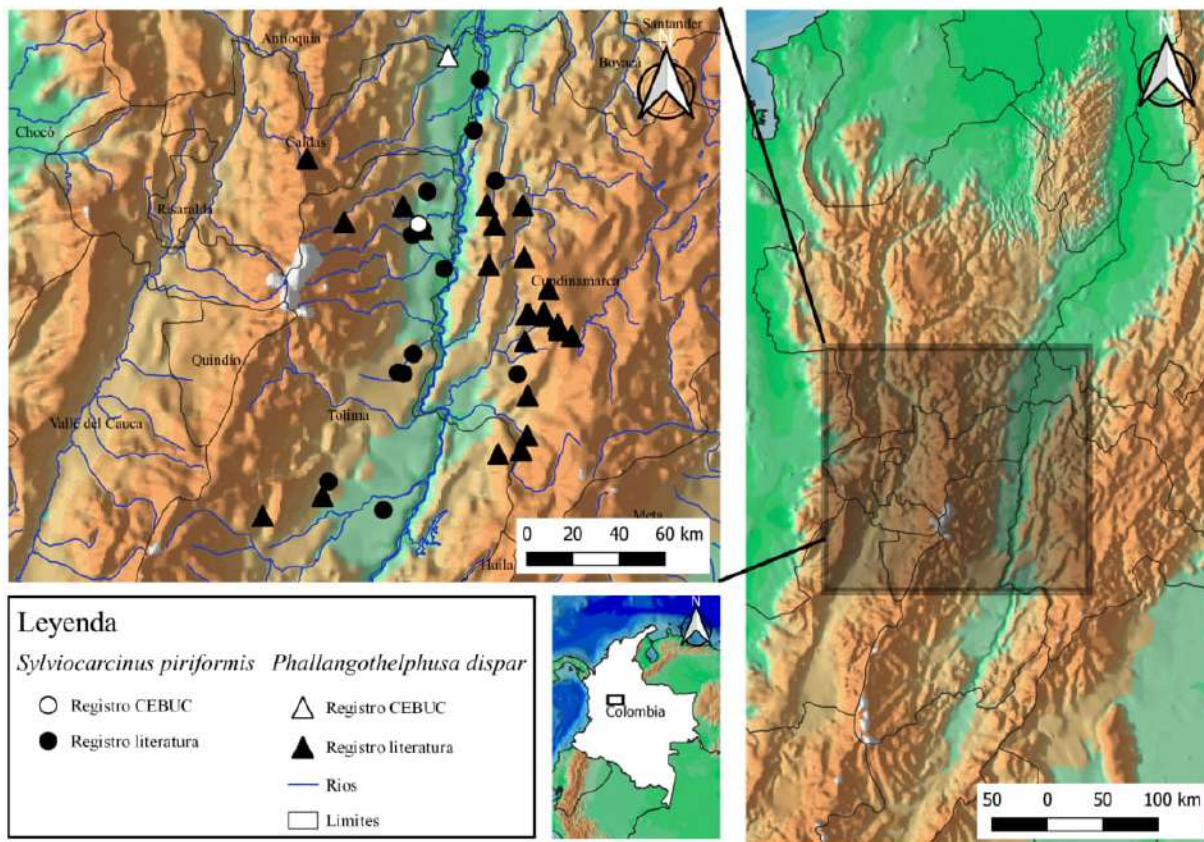 Santander
Antioquia
N
Boyacá
Chocó
Caldas
Risaralda
Cundinamarca
Quindío
Tolima
Valle del Cauca
Meta
Huila
0 20 40 60 km
N
50 0 50 100 km
Leyenda
Sylviocarcinus piriformis Phallangothelphusa dispar
Registro CEBUC Registro CEBUC
Registro literatura Registro literatura
Rios
Limites
N
Colombia